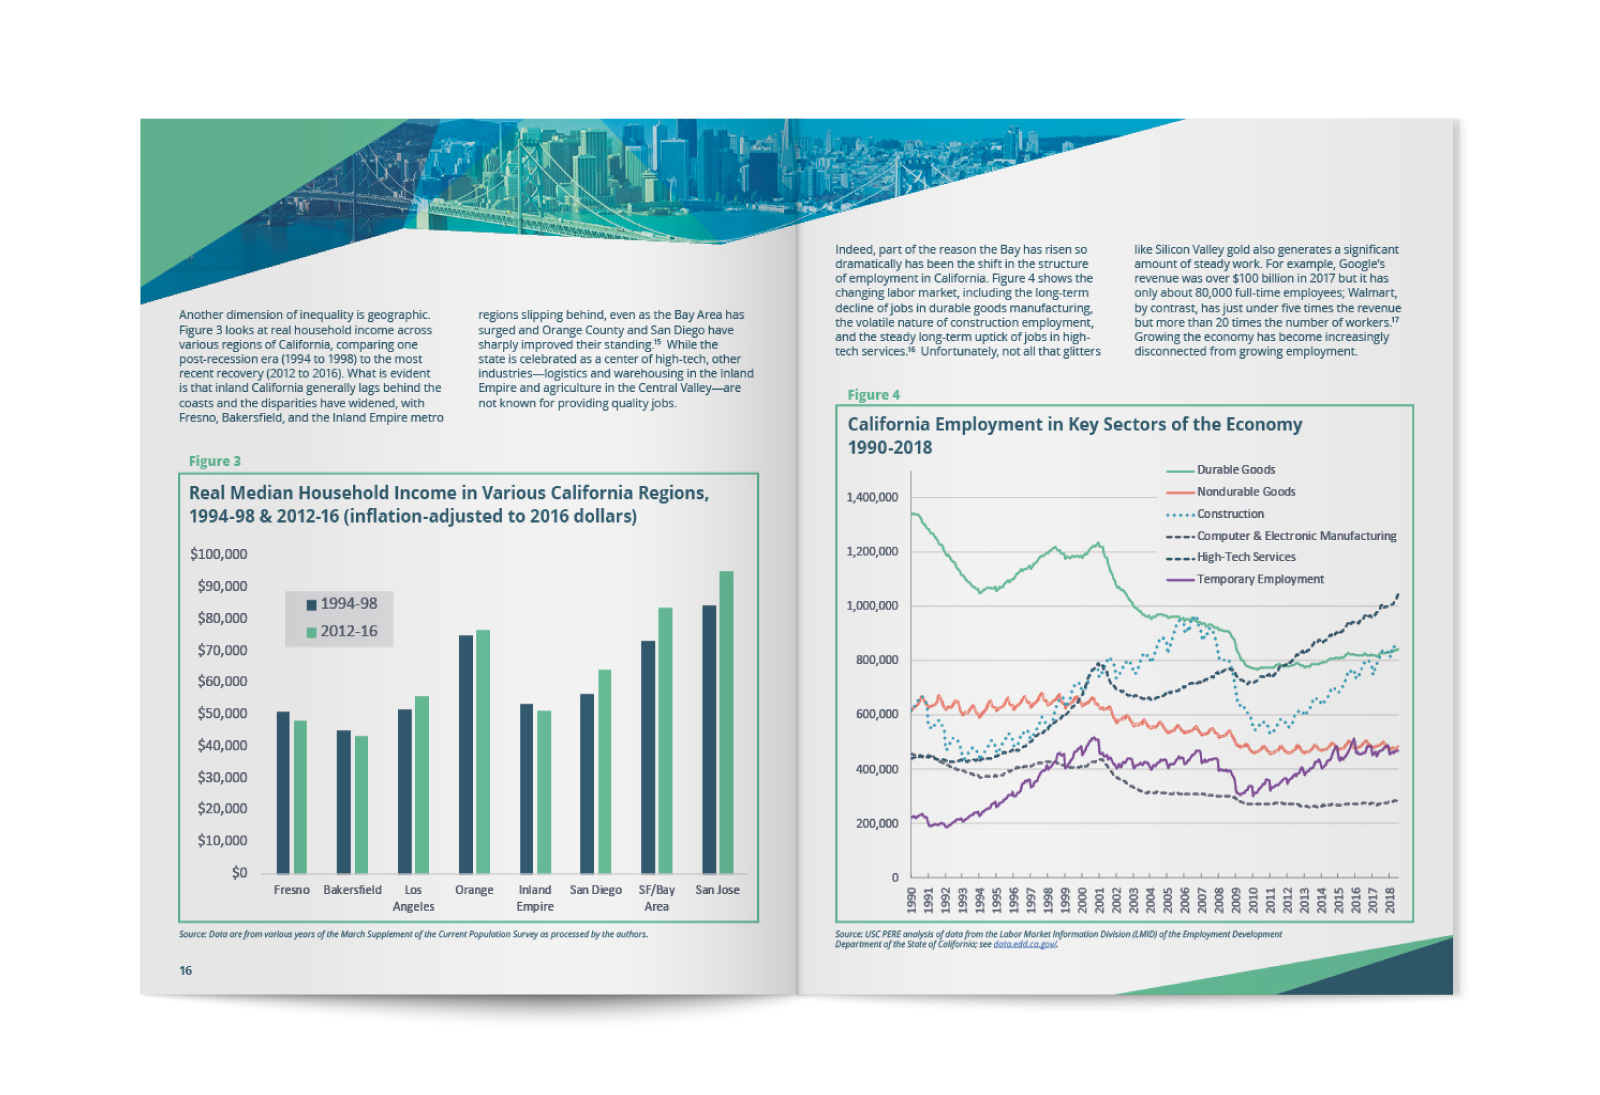 Another dimension of inequality is geographic.
Figure 3 looks at real household income across
various regions of California, comparing one
post-recession era (1994 to 1998) to the most
recent recovery (2012 to 2016). What is evident
is that inland California generally lags behind the
coasts and the disparities have widened, with
Fresno, Bakersfield, and the Inland Empire metro
regions slipping behind, even as the Bay Area has
surged and Orange County and San Diego have
sharply improved their standing.15 While the
state is celebrated as a center of high-tech, other
industries—logistics and warehousing in the Inland
Empire and agriculture in the Central Valley—are
not known for providing quality jobs.
Figure 3
Real Median Household Income in Various California Regions,
1994-98 & 2012-16 (inflation-adjusted to 2016 dollars)
$100,000
$90,000
$80,000
$70,000
$60,000
$50,000
$40,000
$30,000
$20,000
$10,000
$0
1994-98
2012-16
Fresno Bakersfield Los Orange Inland San Diego SF/Bay San Jose
Angeles Empire Area
Source: Data are from various years of the March Supplement of the Current Population Survey as processed by the authors.
16
Indeed, part of the reason the Bay has risen so
dramatically has been the shift in the structure
of employment in California. Figure 4 shows the
changing labor market, including the long-term
decline of jobs in durable goods manufacturing,
the volatile nature of construction employment,
and the steady long-term uptick of jobs in high-
tech services.16 Unfortunately, not all that glitters
like Silicon Valley gold also generates a significant
amount of steady work. For example, Google's
revenue was over $100 billion in 2017 but it has
only about 80,000 full-time employees; Walmart,
by contrast, has just under five times the revenue
but more than 20 times the number of workers.17
Growing the economy has become increasingly
disconnected from growing employment.
Figure 4
California Employment in Key Sectors of the Economy
1990-2018
Durable Goods
Nondurable Goods
Construction
Computer & Electronic Manufacturing
High-Tech Services
Temporary Employment
1,400,000
1,200,000
1,000,000
800,000
600,000
400,000
200,000
0
1990 1991 1992 1993 1994 1995 1996 1997 1998 1999 2000 2001 2002 2003 2004 2005 2006 2007 2008 2009 2010 2011 2012 2013 2014 2015 2016 2017 2018
Source: USC PERE analysis of data from the Labor Market Information Division (LMID) of the Employment Development
Department of the State of California; see data.edd.ca.gov/.